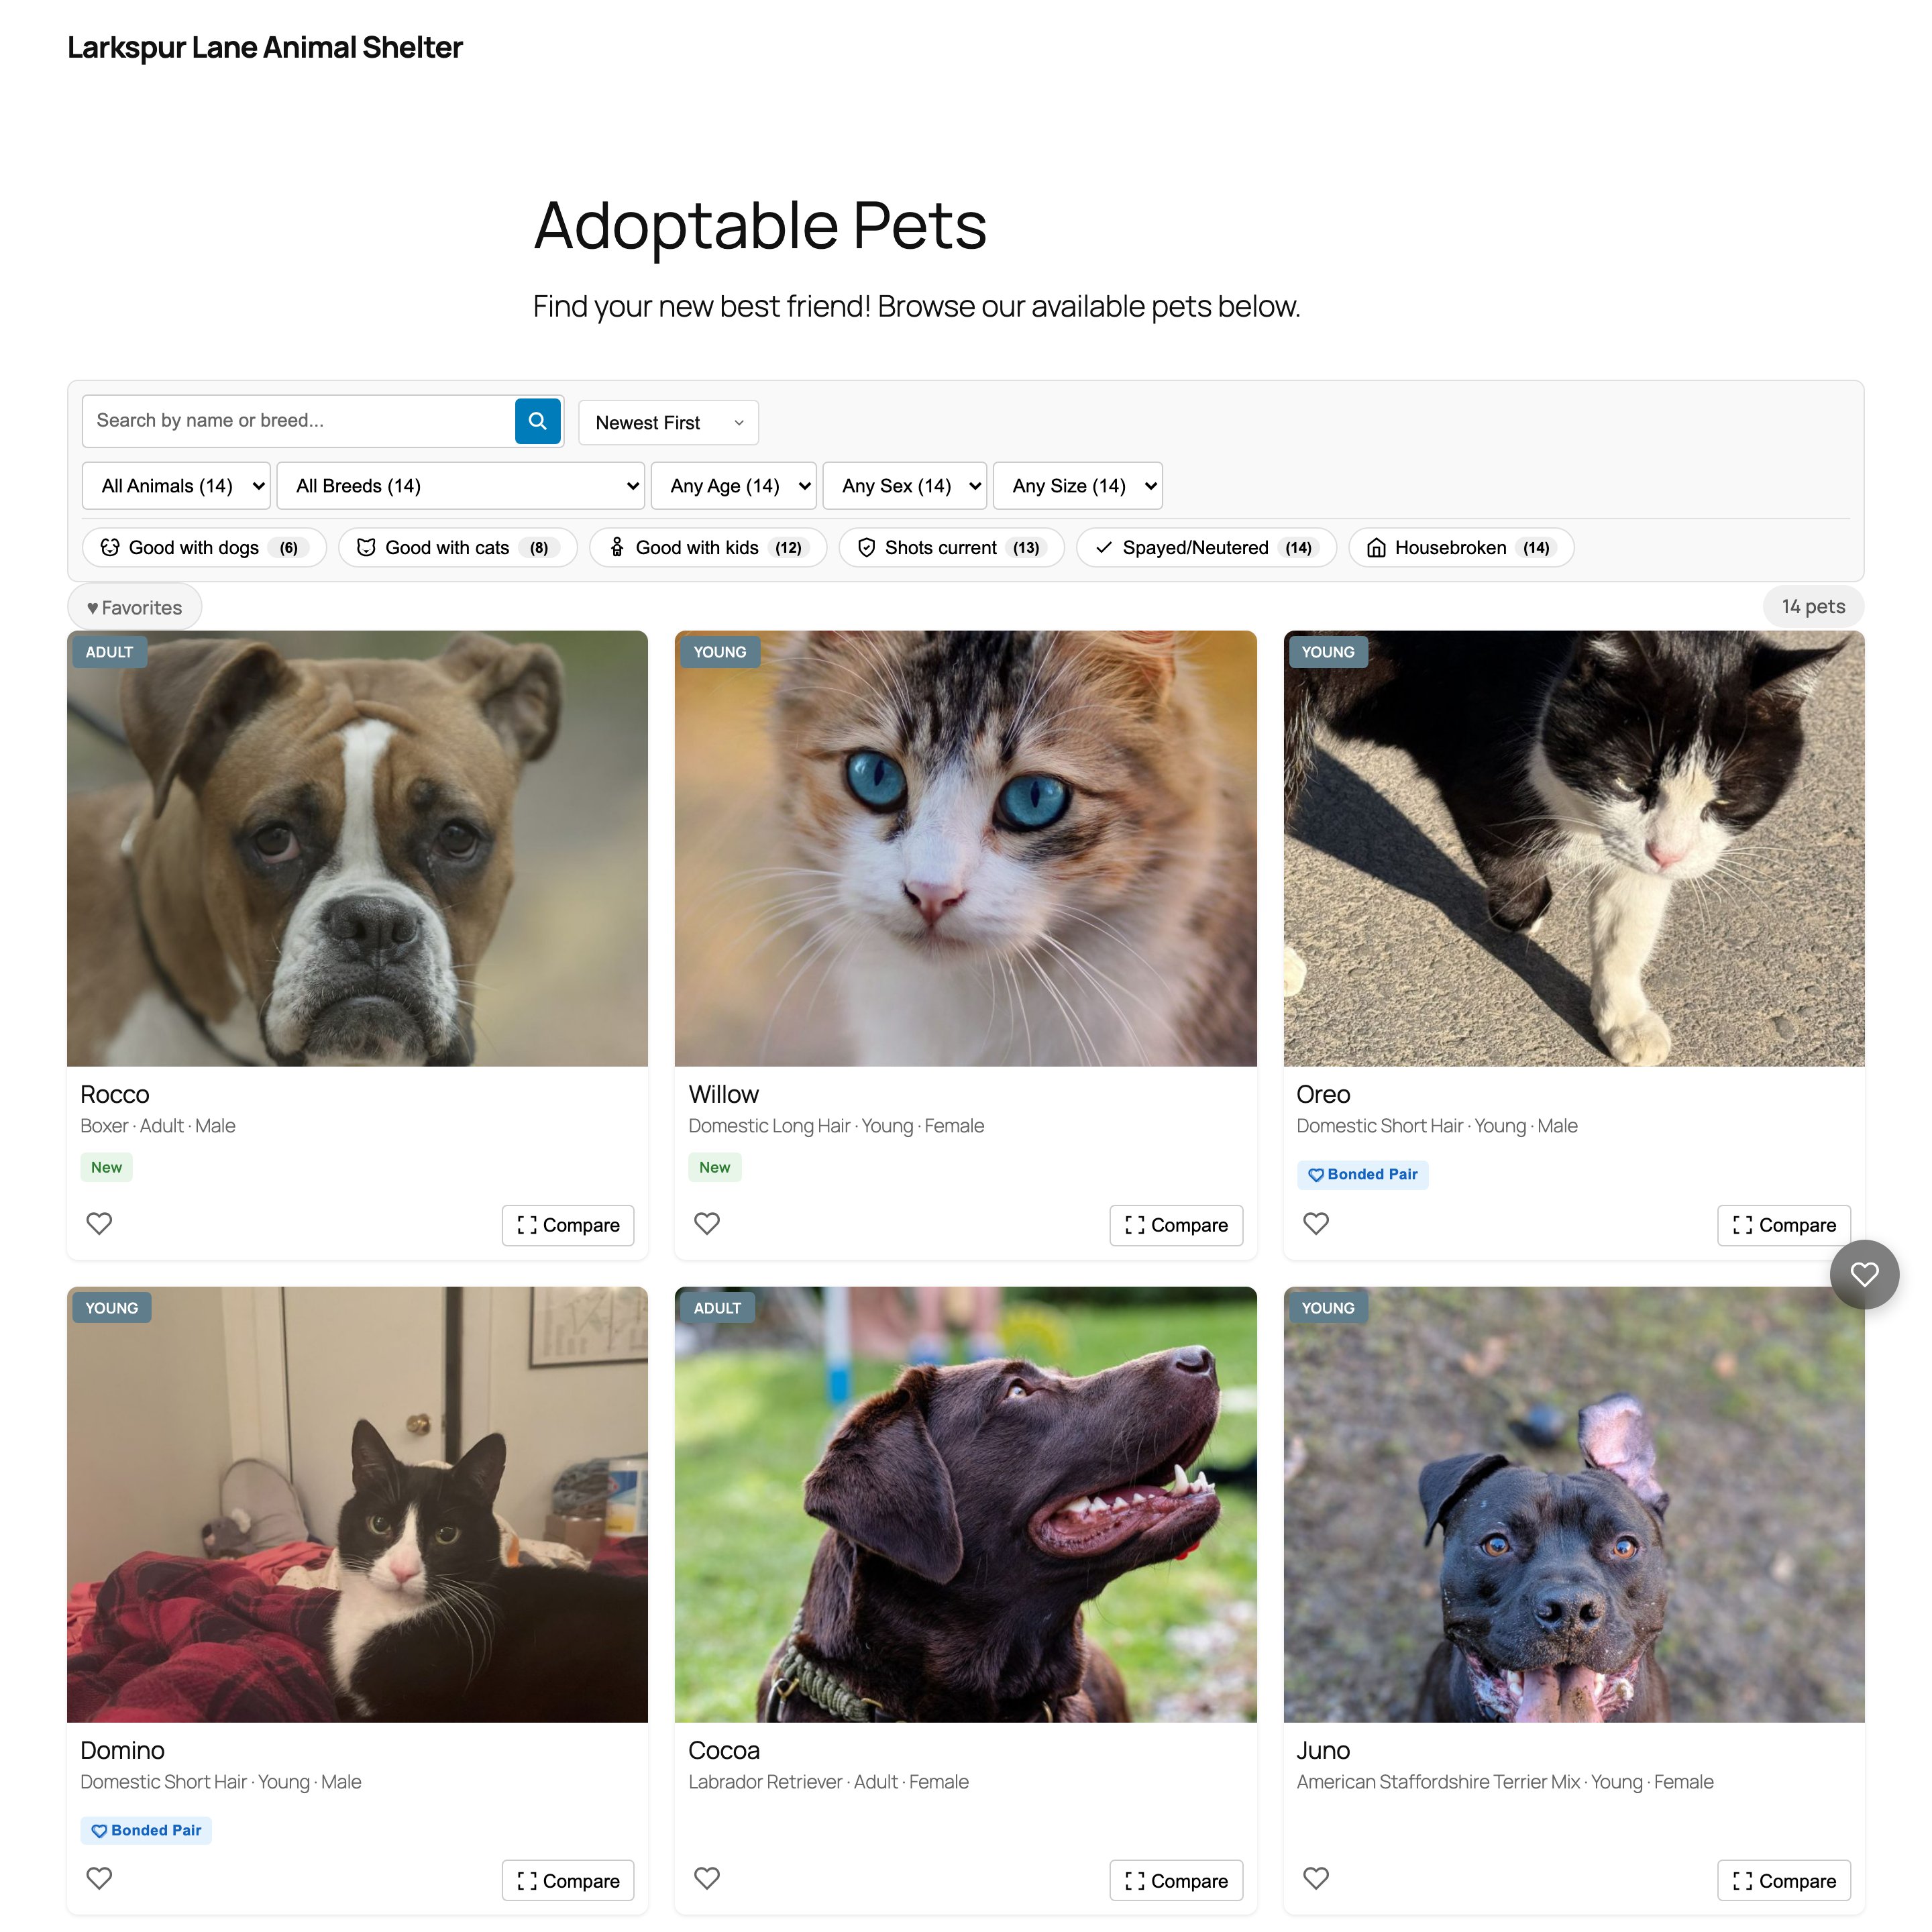 Larkspur Lane Animal Shelter
Adoptable Pets
Find your new best friend! Browse our available pets below.
Search by name or breed...
Newest First
All Animals (14)
All Breeds (14)
Any Age (14)
Any Sex (14)
Any Size (14)
Good with dogs (6)
Good with cats (8)
Good with kids (12)
Shots current (13)
Spayed/Neutered (14)
Housebroken (14)
♥ Favorites
14 pets
ADULT
Rocco
Boxer · Adult · Male
New
Compare
YOUNG
Willow
Domestic Long Hair · Young · Female
New
Compare
YOUNG
Oreo
Domestic Short Hair · Young · Male
Bonded Pair
Compare
YOUNG
Domino
Domestic Short Hair · Young · Male
Bonded Pair
Compare
ADULT
Cocoa
Labrador Retriever · Adult · Female
Compare
YOUNG
Juno
American Staffordshire Terrier Mix · Young · Female
Compare